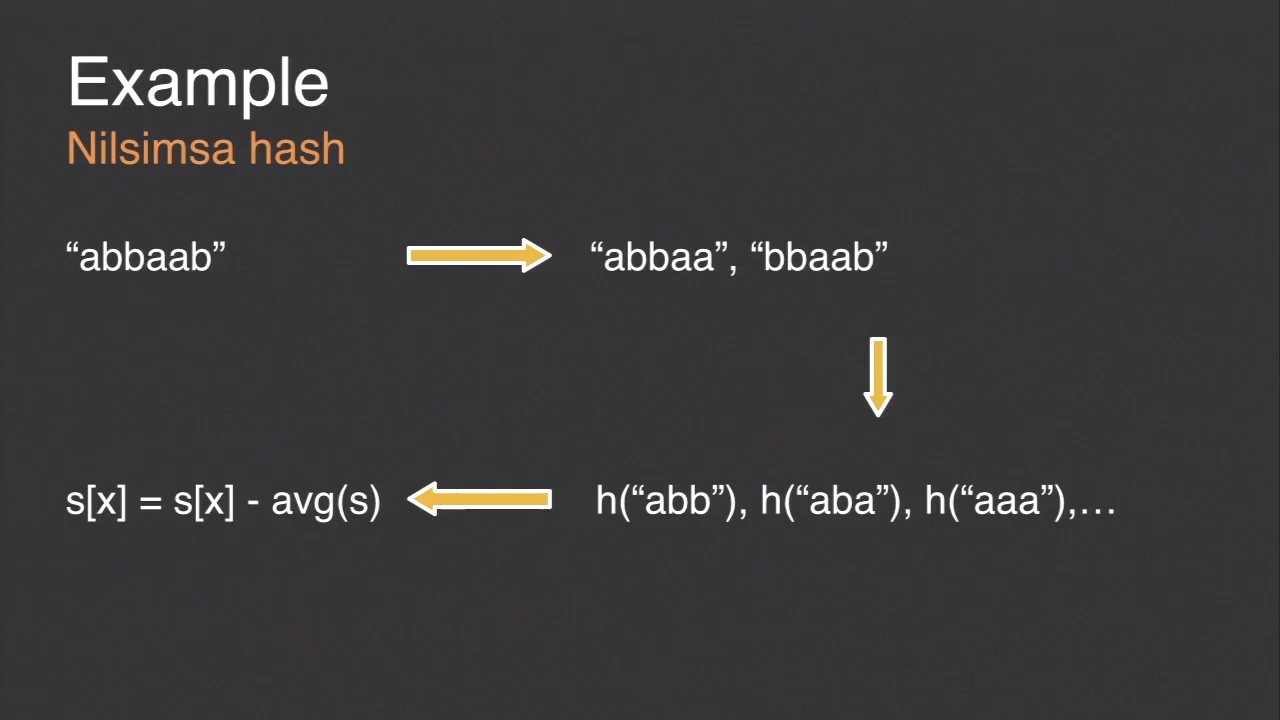 Example
Nilsimsa hash
“abbaab”
“abbaa”, “bbaab”
h(“abb”), h(“aba”), h(“aaa”),…
s[x] = s[x] - avg(s)